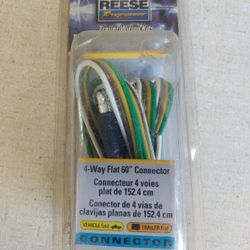 REESE
Towpower
4-Way Flat 60" Connector
Connecteur 4 voies
plat de 152.4 cm
Conector de 4 vías de
clavijas planas de 152.4 cm
VEHICLE End
TRAILER End
CONNECTOR